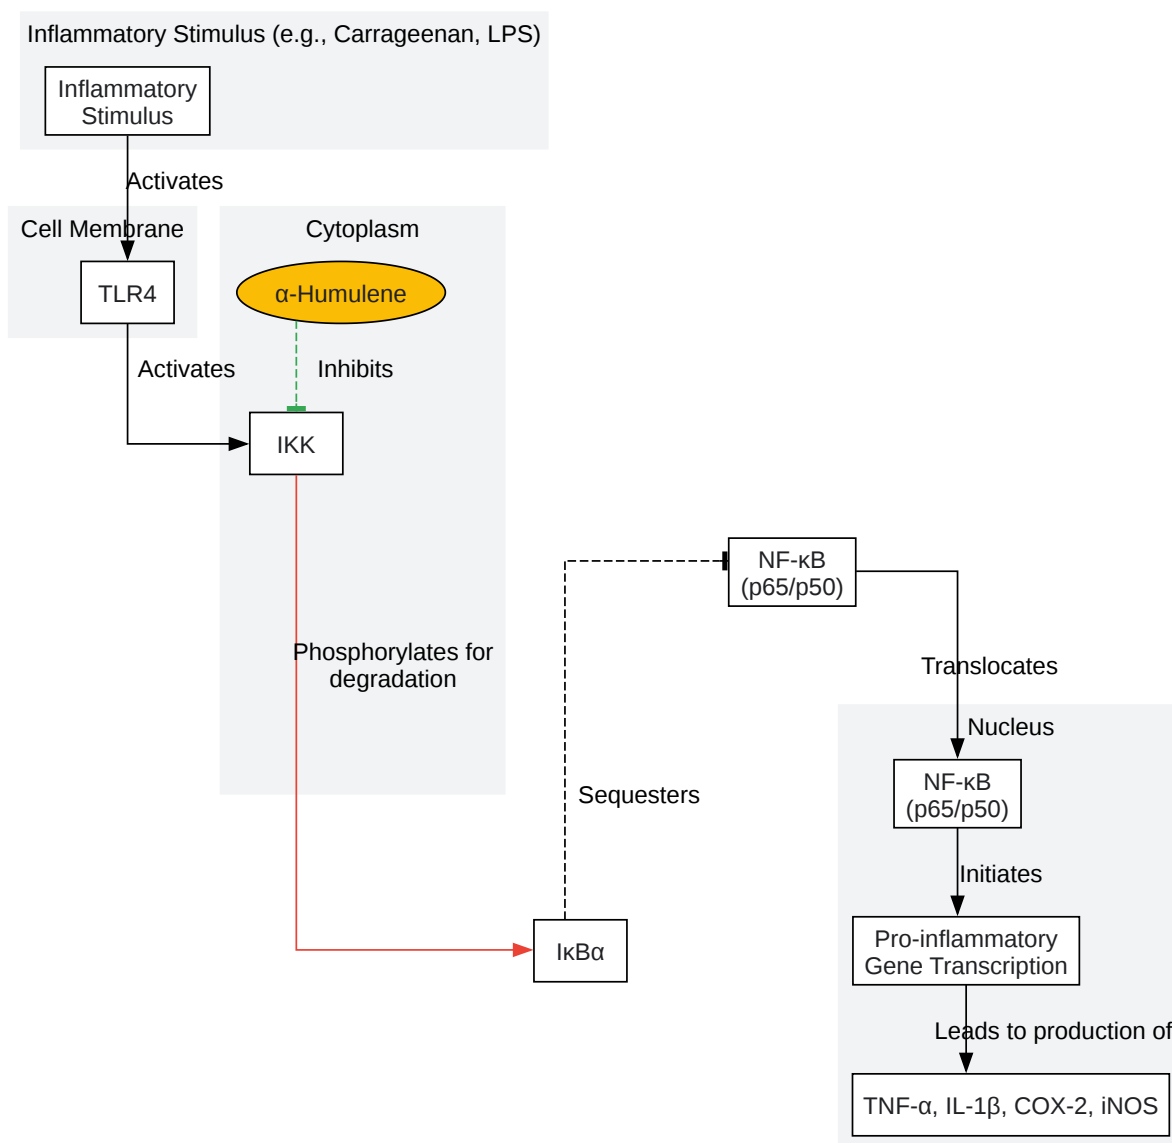 Inflammatory Stimulus (e.g., Carrageenan, LPS)
Inflammatory
Stimulus
Activates
Cell Membrane
Cytoplasm
TLR4
α-Humulene
Activates
Inhibits
IKK
NF-κB
(p65/p50)
Phosphorylates for
degradation
Translocates
Nucleus
NF-κB
(p65/p50)
Sequesters
Initiates
IκBα
Pro-inflammatory
Gene Transcription
Leads to production of
TNF-α, IL-1β, COX-2, iNOS